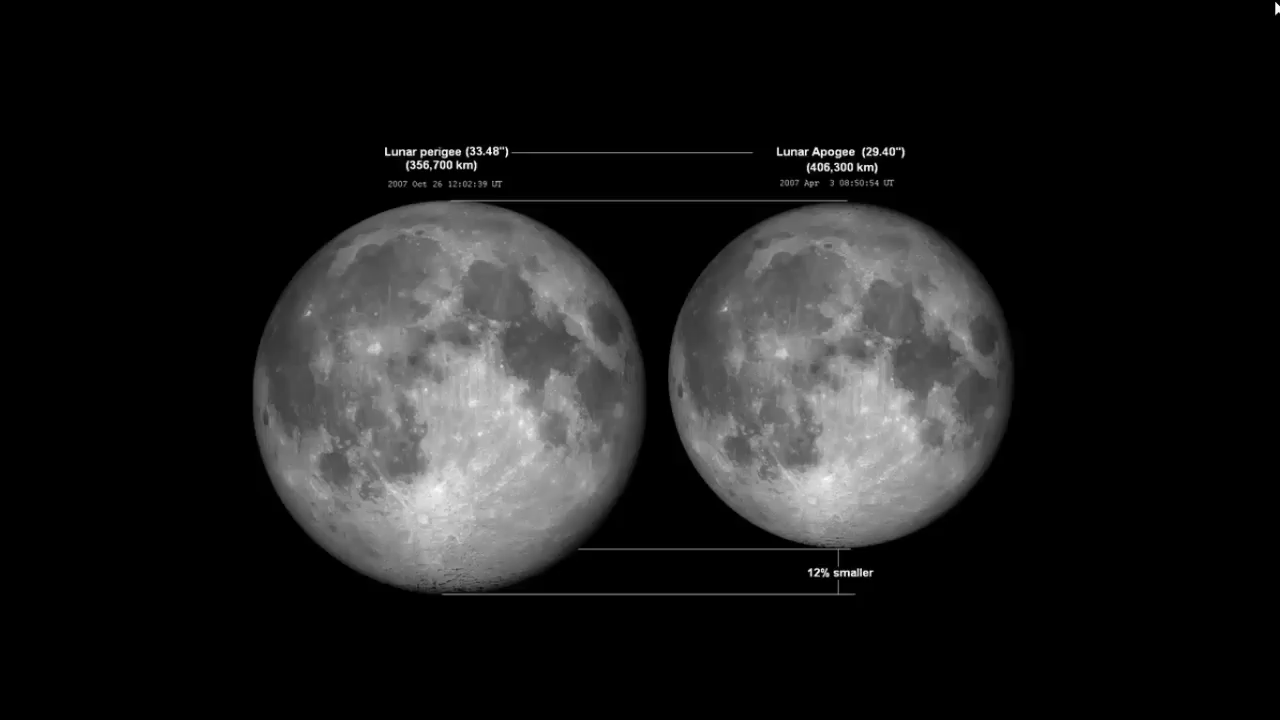 Lunar perigee (33.48")
(356,700 km)
2007 Oct 26 12:02:39 UT
Lunar Apogee (29.40")
(406,300 km)
2007 Apr 3 08:50:54 UT
12% smaller